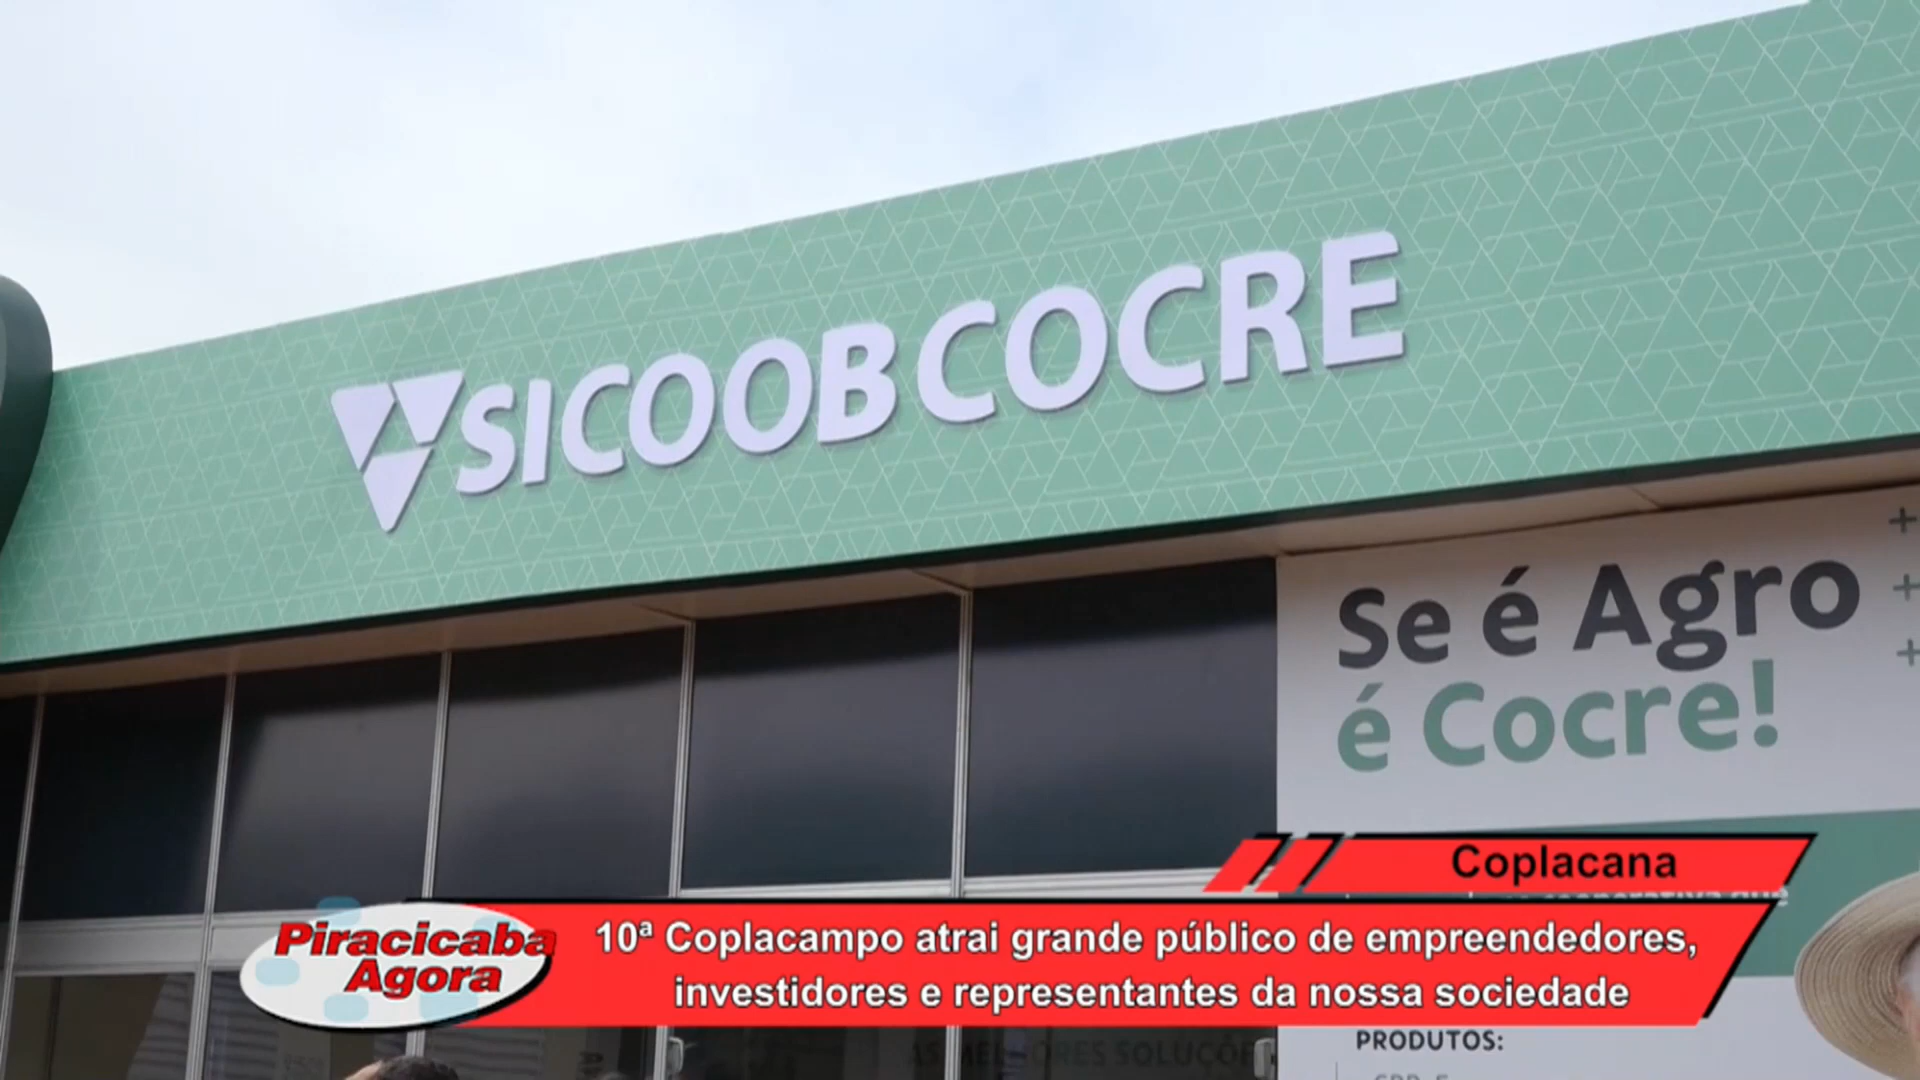 SICOOB COCRE
Se é Agro
é Cocre!
Coplacana
Piracicaba
Agora
10ª Coplacampo atrai grande público de empreendedores,
investidores e representantes da nossa sociedade
PRODUTOS: